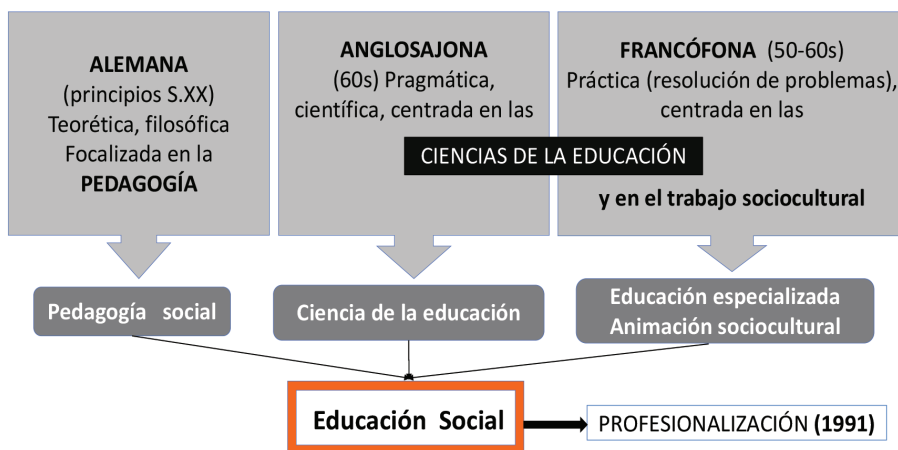 ALEMANA
(principios S.XX)
Teorética, filosófica
Focalizada en la
PEDAGOGÍA
ANGLOSAJONA
(60s) Pragmática,
científica, centrada en las
FRANCÓFONA (50-60s)
Práctica (resolución de problemas),
centrada en las
CIENCIAS DE LA EDUCACIÓN
y en el trabajo sociocultural
Pedagogía social
Ciencia de la educación
Educación especializada
Animación sociocultural
Educación Social
PROFESIONALIZACIÓN (1991)